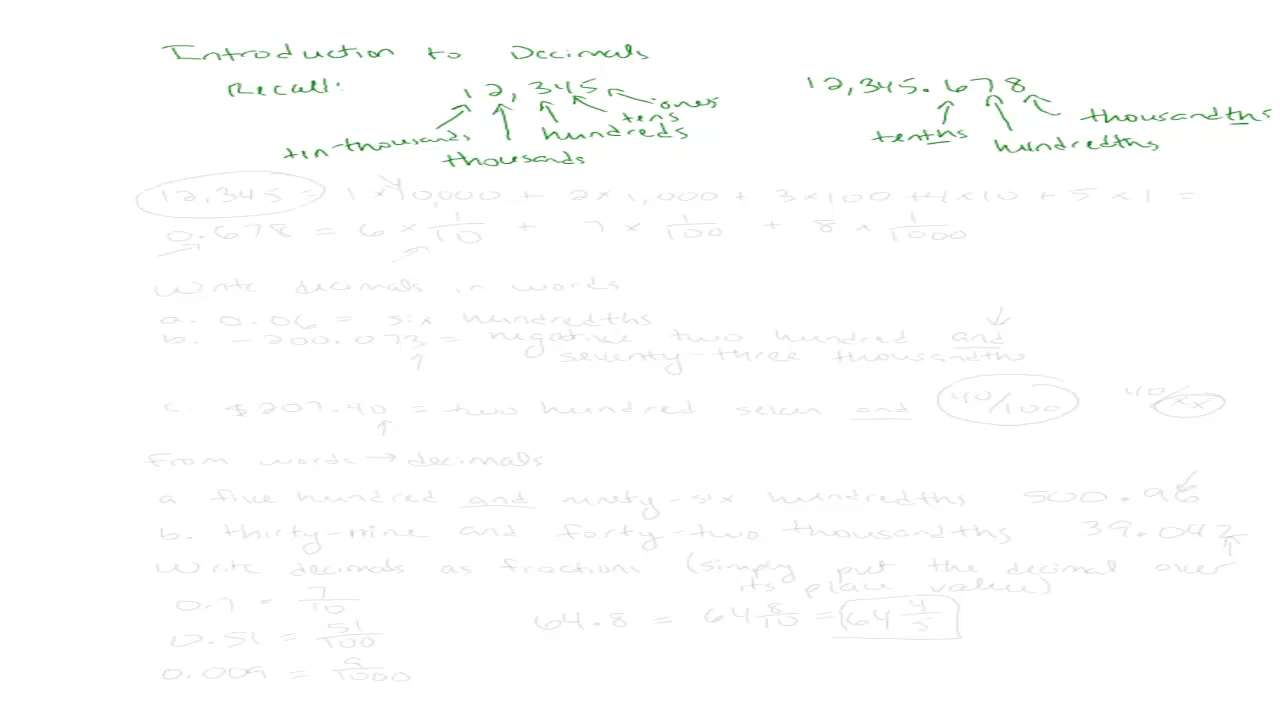 Introduction to Decimals
Recall: 12,345 12,345.678
ones
tens
hundreds
thousands
ten-thousands
tenths
hundredths
thousandths
12,345 = 1 × 10,000 + 2 × 1,000 + 3 × 100 + 4 × 10 + 5 × 1 =
0.678 = 6 × 1/10 + 7 × 1/100 + 8 × 1/1000
Write decimals in words
a. 0.06 = six hundredths
b. -200.073 = negative two hundred and
seventy-three thousandths
c. $207.40 = two hundred seven and 40/100 40/xx
From words → decimals
a five hundred and ninety-six hundredths 500.96
b. thirty-nine and forty-two thousandths 39.042
Write decimals as fractions (simply put the decimal over
its place value)
0.7 = 7/10
64.8 = 64 8/10 = 64 4/5
0.51 = 51/100
0.009 = 9/1000